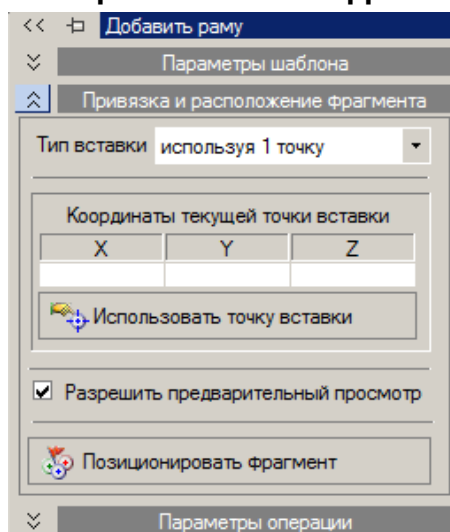 << Добавить раму
Параметры шаблона
Привязка и расположение фрагмента
Тип вставки используя 1 точку
Координаты текущей точки вставки
X Y Z
Использовать точку вставки
Разрешить предварительный просмотр
Позиционировать фрагмент
Параметры операции